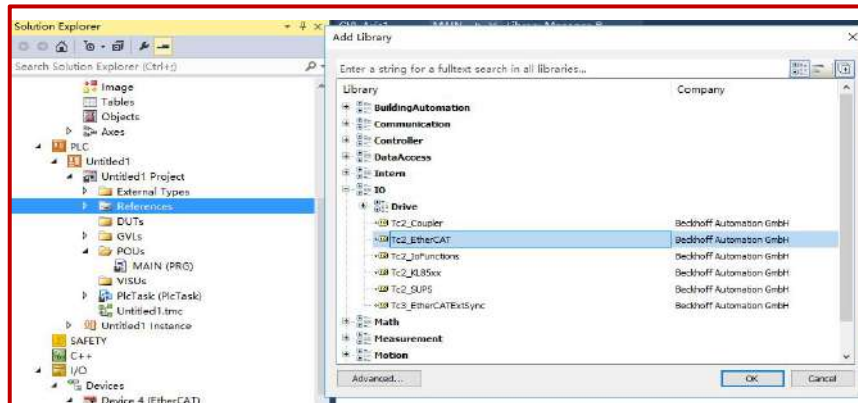 Solution Explorer
Search Solution Explorer (Ctrl+;)
Image
Tables
Objects
Axes
PLC
Untitled1
Untitled1 Project
External Types
References
DUTs
GVLs
POUs
MAIN (PRG)
VISUs
PlcTask (PlcTask)
Untitled1.tmc
Untitled1 Instance
SAFETY
C++
I/O
Devices
Device 4 (EtherCAT)
Add Library
Enter a string for a fulltext search in all libraries...
Library Company
BuildingAutomation
Communication
Controller
DataAccess
Intern
IO
Drive
Tc2_Coupler Beckhoff Automation GmbH
Tc2_EtherCAT Beckhoff Automation GmbH
Tc2_IoFunctions Beckhoff Automation GmbH
Tc2_KL85xx Beckhoff Automation GmbH
Tc2_SUPS Beckhoff Automation GmbH
Tc3_EtherCATExtSync Beckhoff Automation GmbH
Math
Measurement
Motion
Advanced... OK Cancel